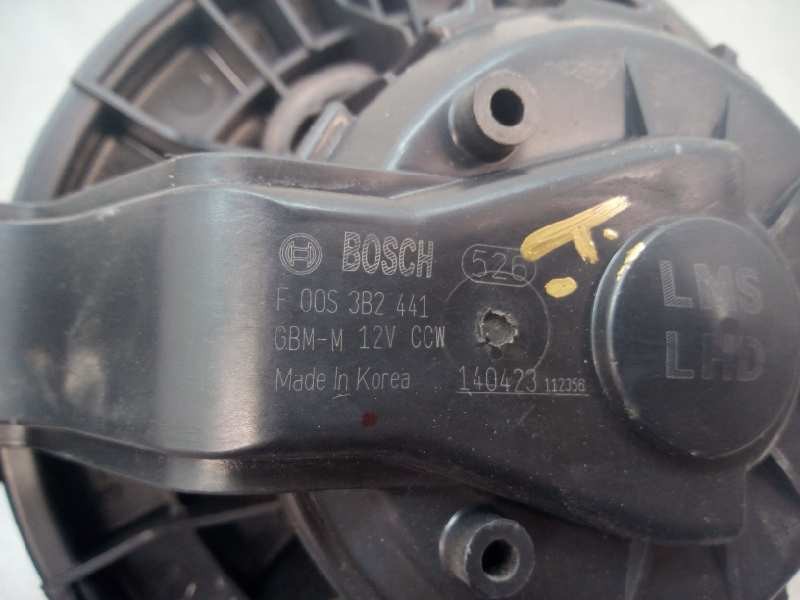 BOSCH 526
F 00S 3B2 441
GBM-M 12V CCW
Made In Korea 140423 112356
LMS
LHD